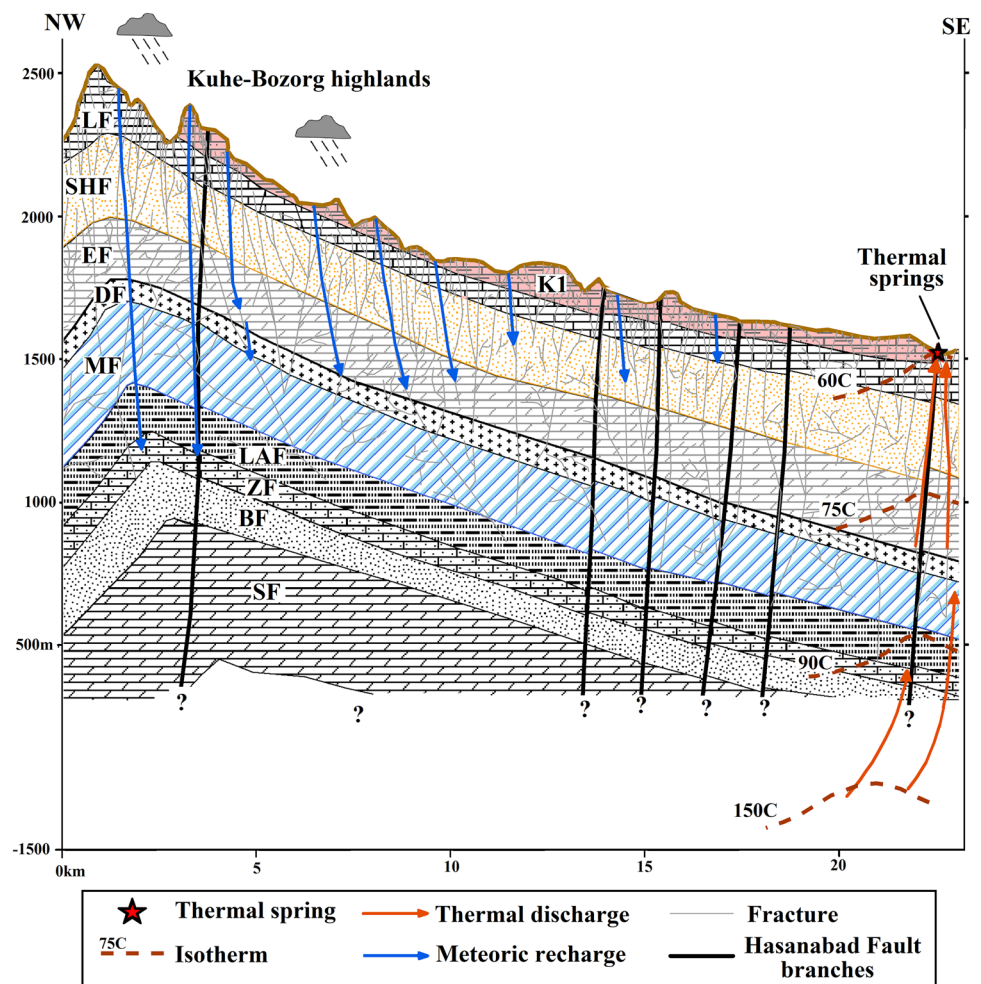 NW
SE
2500
Kuhe-Bozorg highlands
LF
SHF
2000
EF
Thermal
springs
K1
DF
1500
MF
60C
LAF
ZF
1000
75C
BF
SF
500m
90C
?
?
?
?
?
?
?
150C
-1500
0km
5
10
15
20
Thermal spring
Thermal discharge
Fracture
75C
Isotherm
Meteoric recharge
Hasanabad Fault
branches